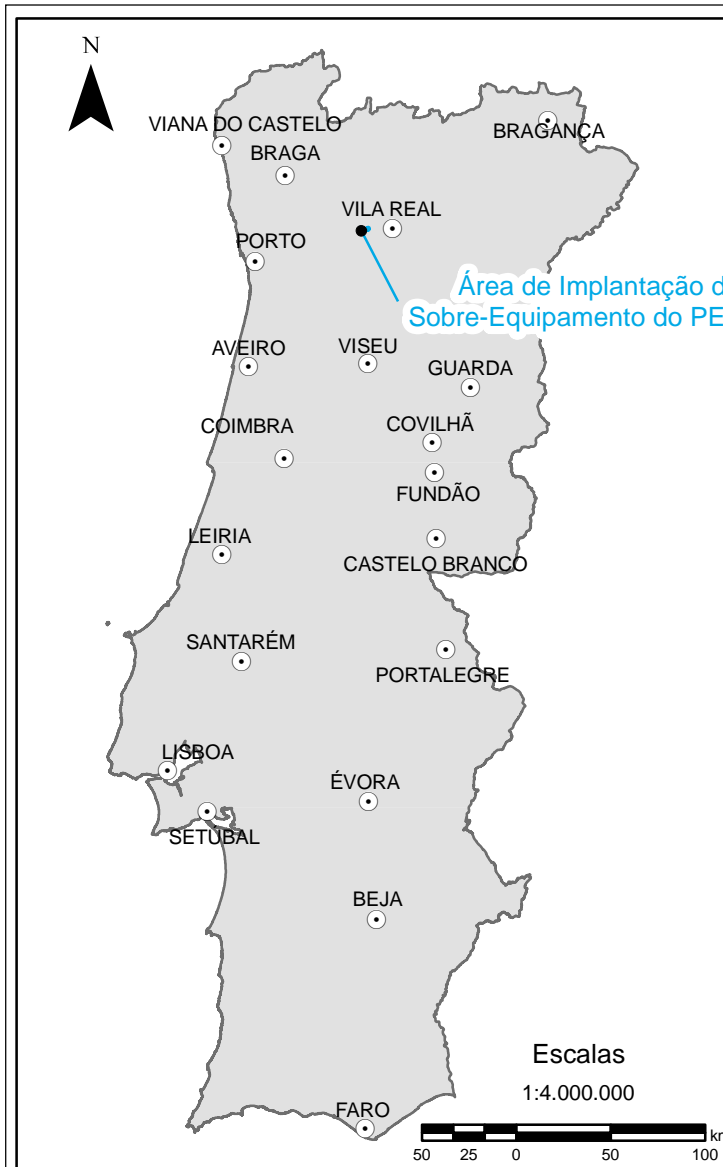 N
VIANA DO CASTELO
BRAGANÇA
BRAGA
VILA REAL
PORTO
Área de Implantação d
Sobre-Equipamento do PE
AVEIRO
VISEU
GUARDA
COIMBRA
COVILHÃ
FUNDÃO
LEIRIA
CASTELO BRANCO
SANTARÉM
PORTALEGRE
LISBOA
ÉVORA
SETÚBAL
BEJA
Escalas
1:4.000.000
FARO
50 25 0 50 100 km